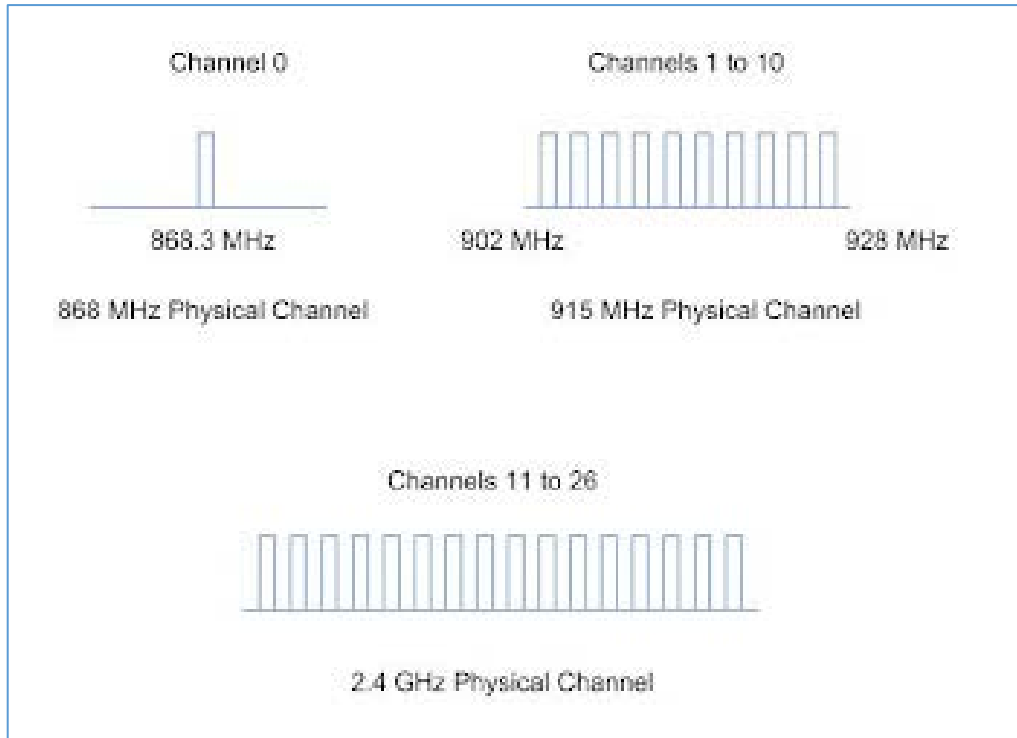 Channel 0
Channels 1 to 10
868.3 MHz
902 MHz
928 MHz
868 MHz Physical Channel
915 MHz Physical Channel
Channels 11 to 26
2.4 GHz Physical Channel